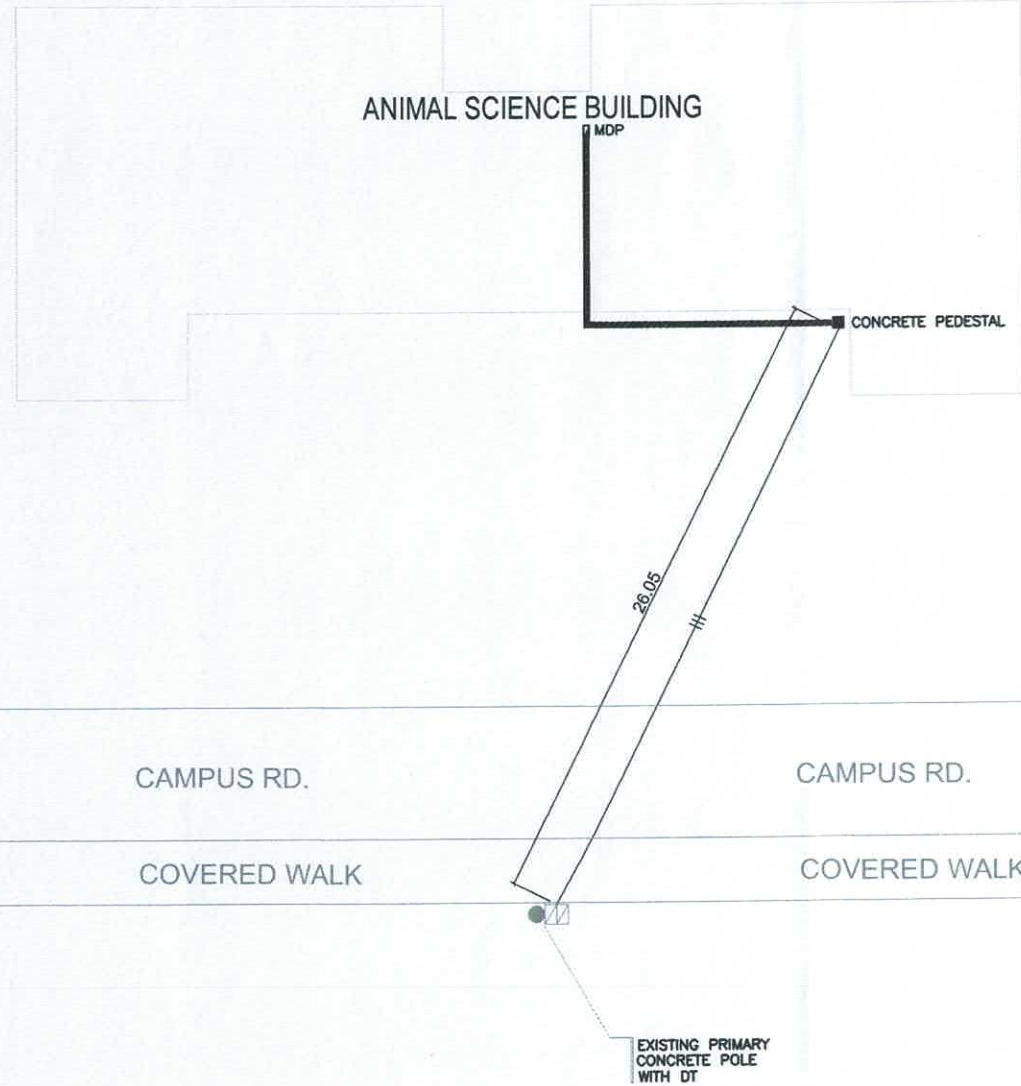 ANIMAL SCIENCE BUILDING
MDP
CONCRETE PEDESTAL
26.05
CAMPUS RD.
CAMPUS RD.
COVERED WALK
COVERED WALK
EXISTING PRIMARY
CONCRETE POLE
WITH DT